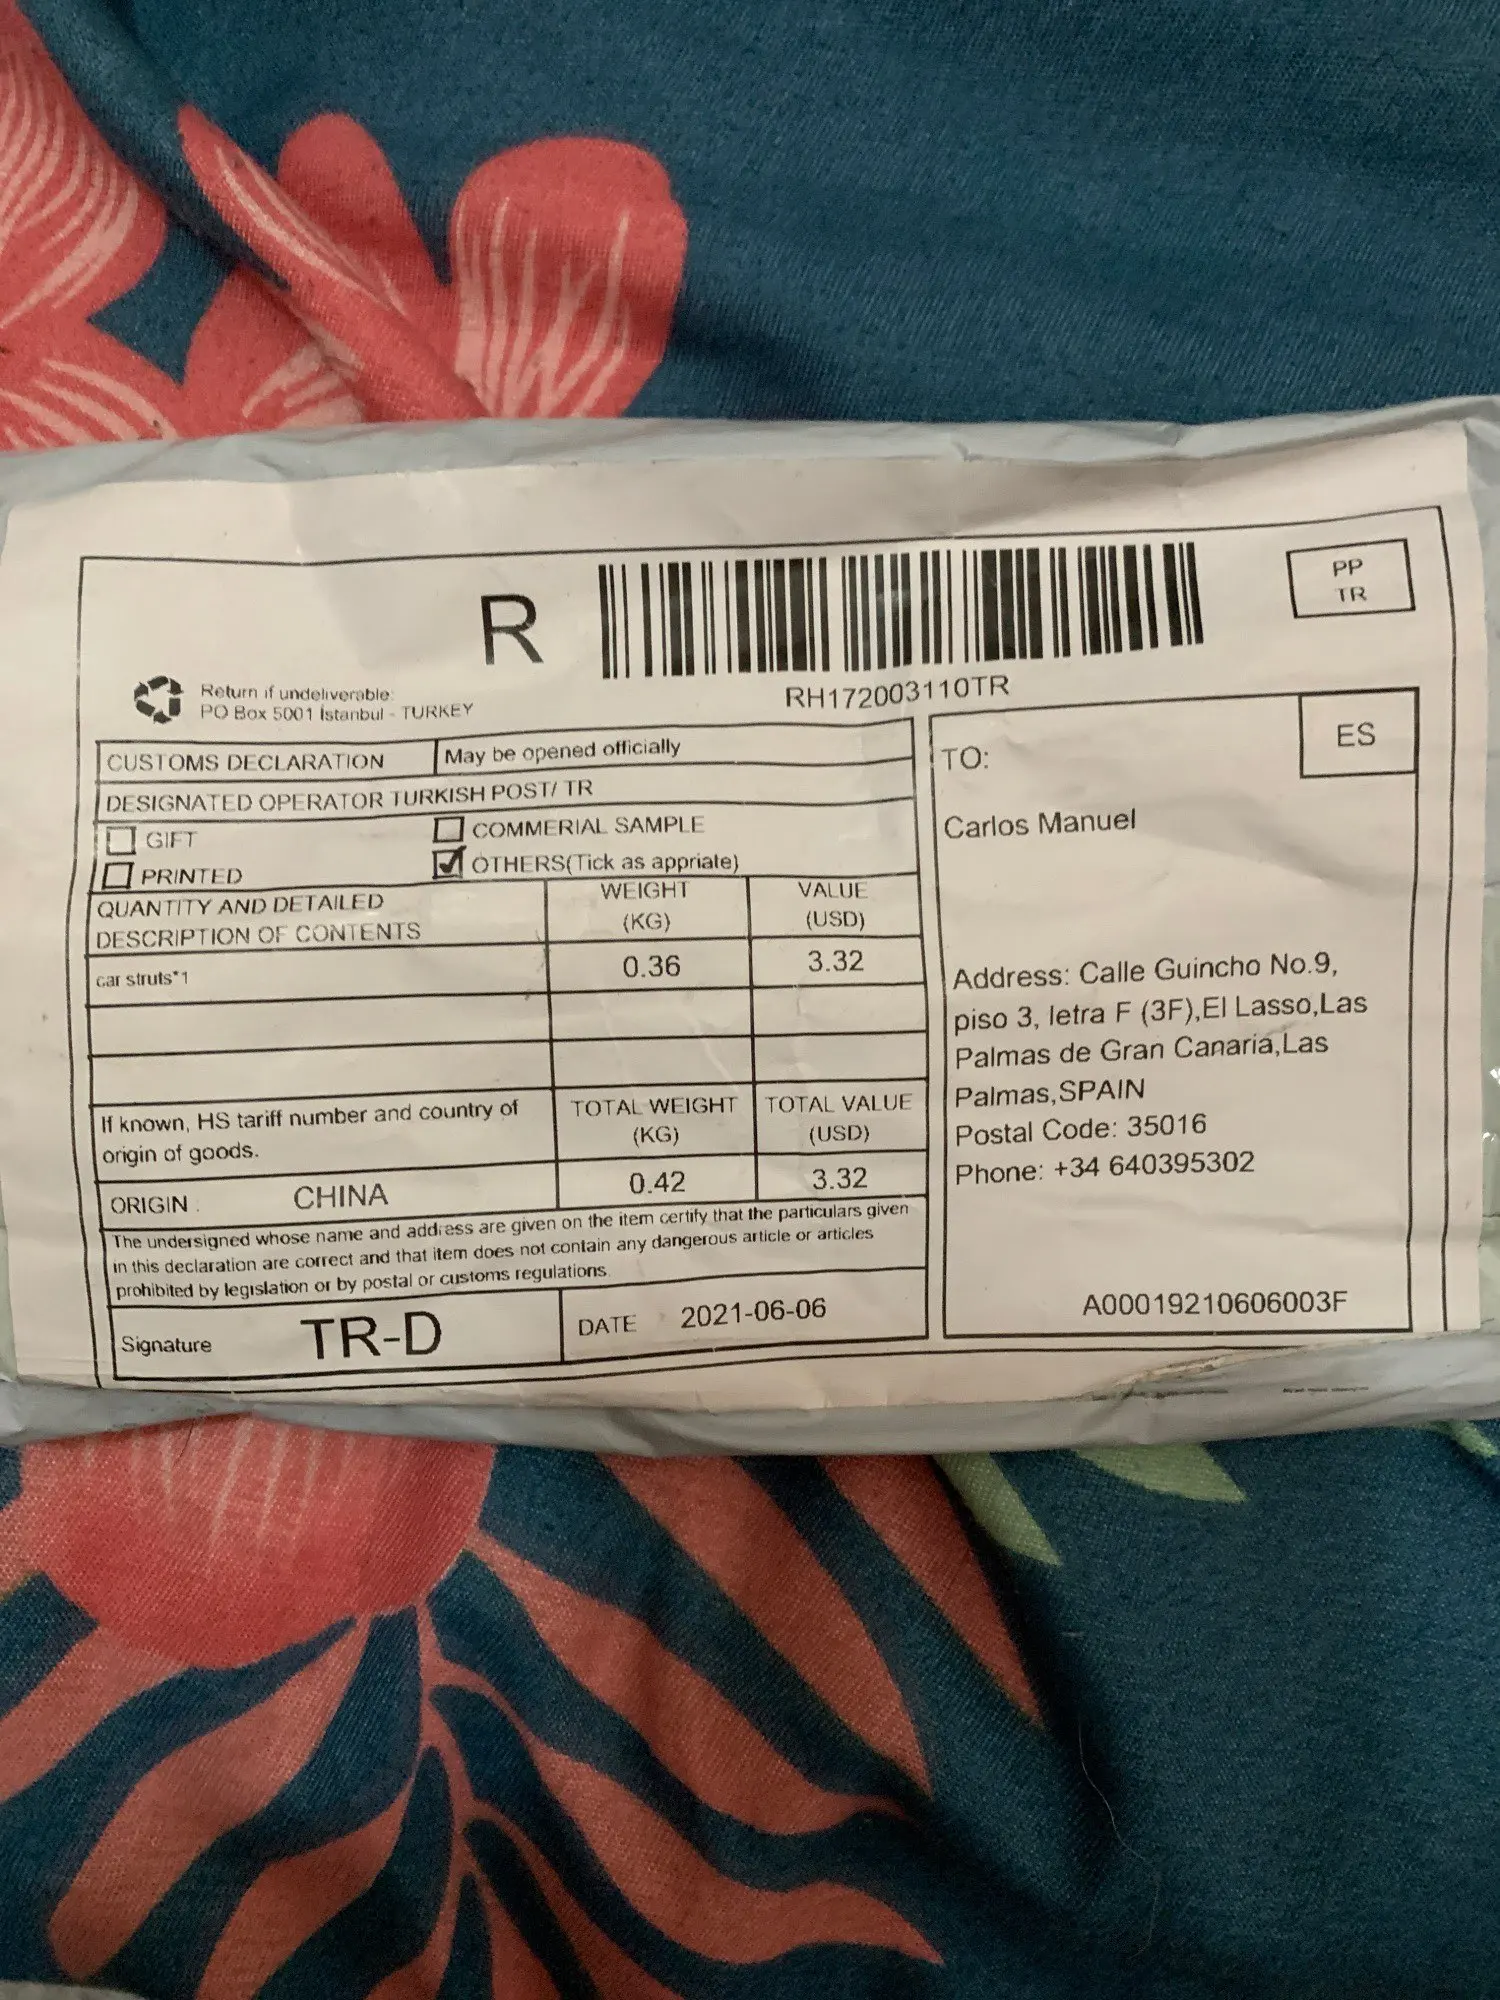 R
PP
TR
RH172003110TR
Return if undeliverable:
PO Box 5001 İstanbul - TURKEY
CUSTOMS DECLARATION
May be opened officially
DESIGNATED OPERATOR TURKISH POST/ TR
GIFT
COMMERIAL SAMPLE
PRINTED
OTHERS(Tick as appriate)
QUANTITY AND DETAILED
DESCRIPTION OF CONTENTS
WEIGHT
(KG)
VALUE
(USD)
car struts*1
0.36
3.32
If known, HS tariff number and country of
origin of goods.
TOTAL WEIGHT
(KG)
TOTAL VALUE
(USD)
ORIGIN :
CHINA
0.42
3.32
The undersigned whose name and address are given on the item certify that the particulars given
in this declaration are correct and that item does not contain any dangerous article or articles
prohibited by legislation or by postal or customs regulations.
Signature
TR-D
DATE
2021-06-06
TO:
ES
Carlos Manuel
Address: Calle Guincho No.9,
piso 3, letra F (3F),El Lasso,Las
Palmas de Gran Canaria,Las
Palmas,SPAIN
Postal Code: 35016
Phone: +34 640395302
A00019210606003F